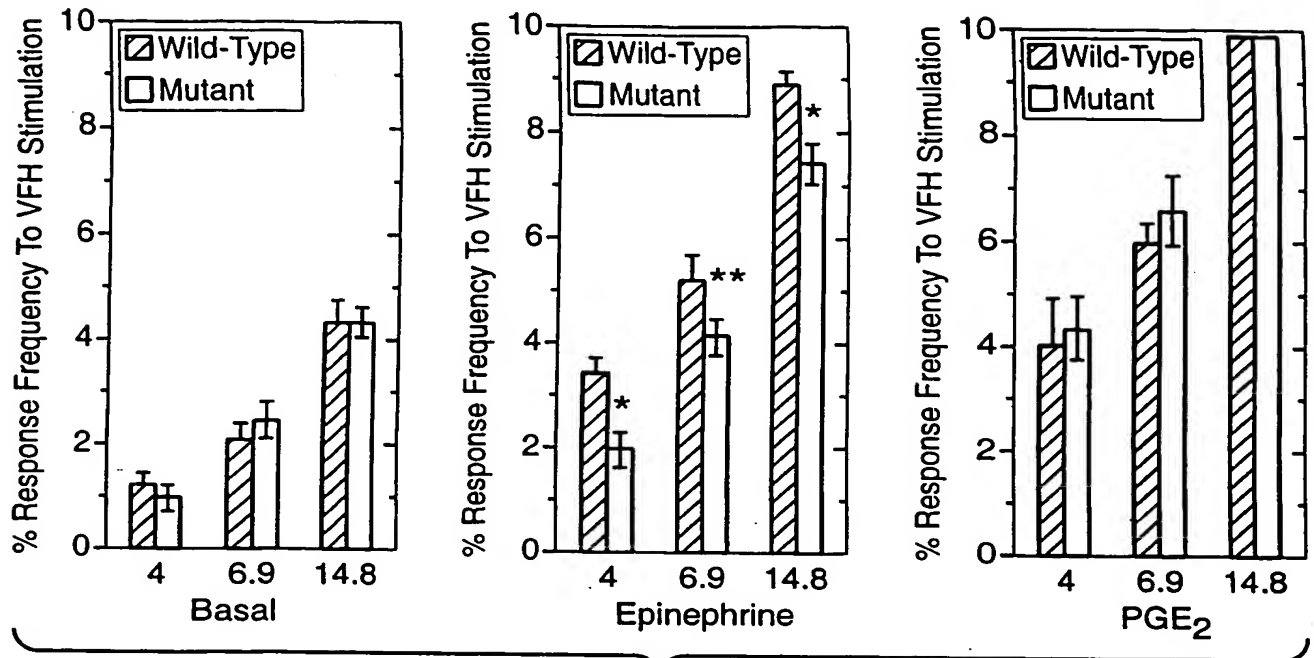 % Response Frequency To VFH Stimulation
10
8
6
4
2
0
Wild-Type
Mutant
4 6.9 14.8
Basal
% Response Frequency To VFH Stimulation
10
8
6
4
2
0
Wild-Type
Mutant
*
**
*
4 6.9 14.8
Epinephrine
% Response Frequency To VFH Stimulation
10
8
6
4
2
0
Wild-Type
Mutant
4 6.9 14.8
PGE2